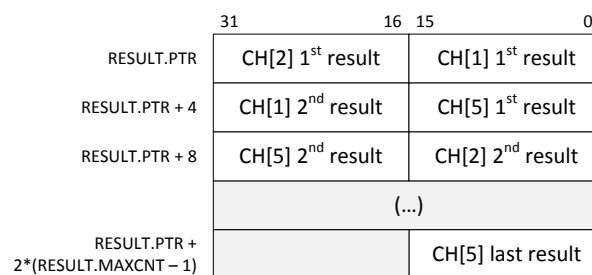 31 16 15 0
RESULT.PTR CH[2] 1st result CH[1] 1st result
RESULT.PTR + 4 CH[1] 2nd result CH[5] 1st result
RESULT.PTR + 8 CH[5] 2nd result CH[2] 2nd result
(...)
RESULT.PTR +
2*(RESULT.MAXCNT – 1) CH[5] last result